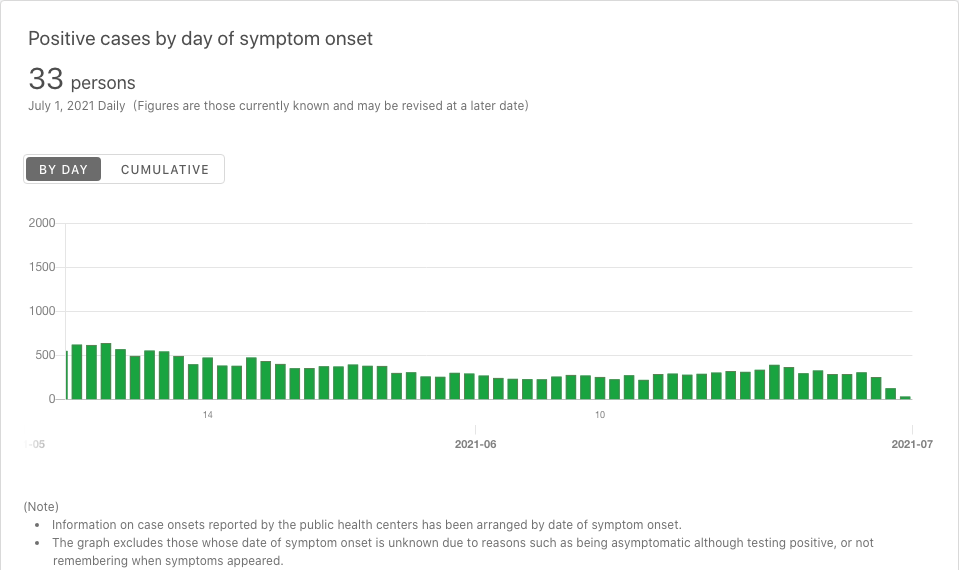 Positive cases by day of symptom onset
33 persons
July 1, 2021 Daily (Figures are those currently known and may be revised at a later date)
BY DAY CUMULATIVE
2000
1500
1000
500
0
14 10
-05 2021-06 2021-07
(Note)
• Information on case onsets reported by the public health centers has been arranged by date of symptom onset.
• The graph excludes those whose date of symptom onset is unknown due to reasons such as being asymptomatic although testing positive, or not
remembering when symptoms appeared.